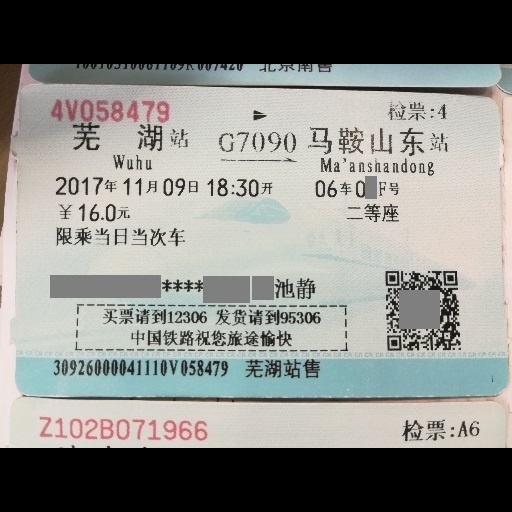 10010310061109K007420 北京南售
4V058479 检票:4
芜湖站 G7090 马鞍山东站
Wuhu Ma'anshandong
2017年11月09日18:30开 06车0 F号
￥16.0元 二等座
限乘当日当次车
**** 池静
买票请到12306 发货请到95306
中国铁路祝您旅途愉快
30926000041110V058479 芜湖站售
Z102B071966 检票:A6